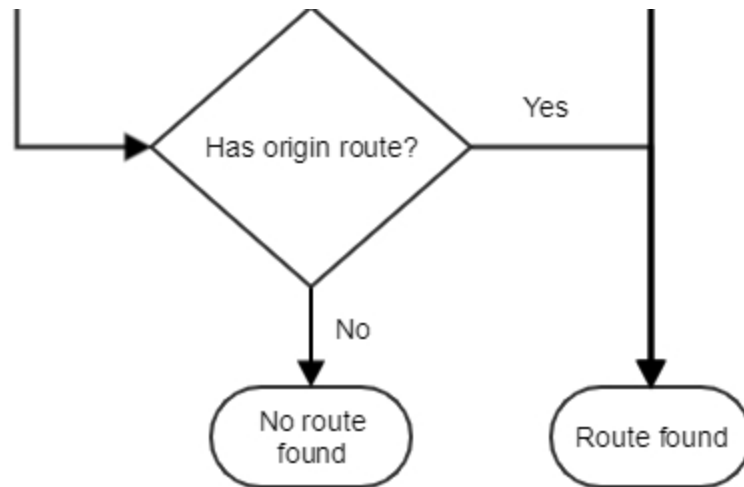 Yes
Has origin route?
No
No route
found
Route found